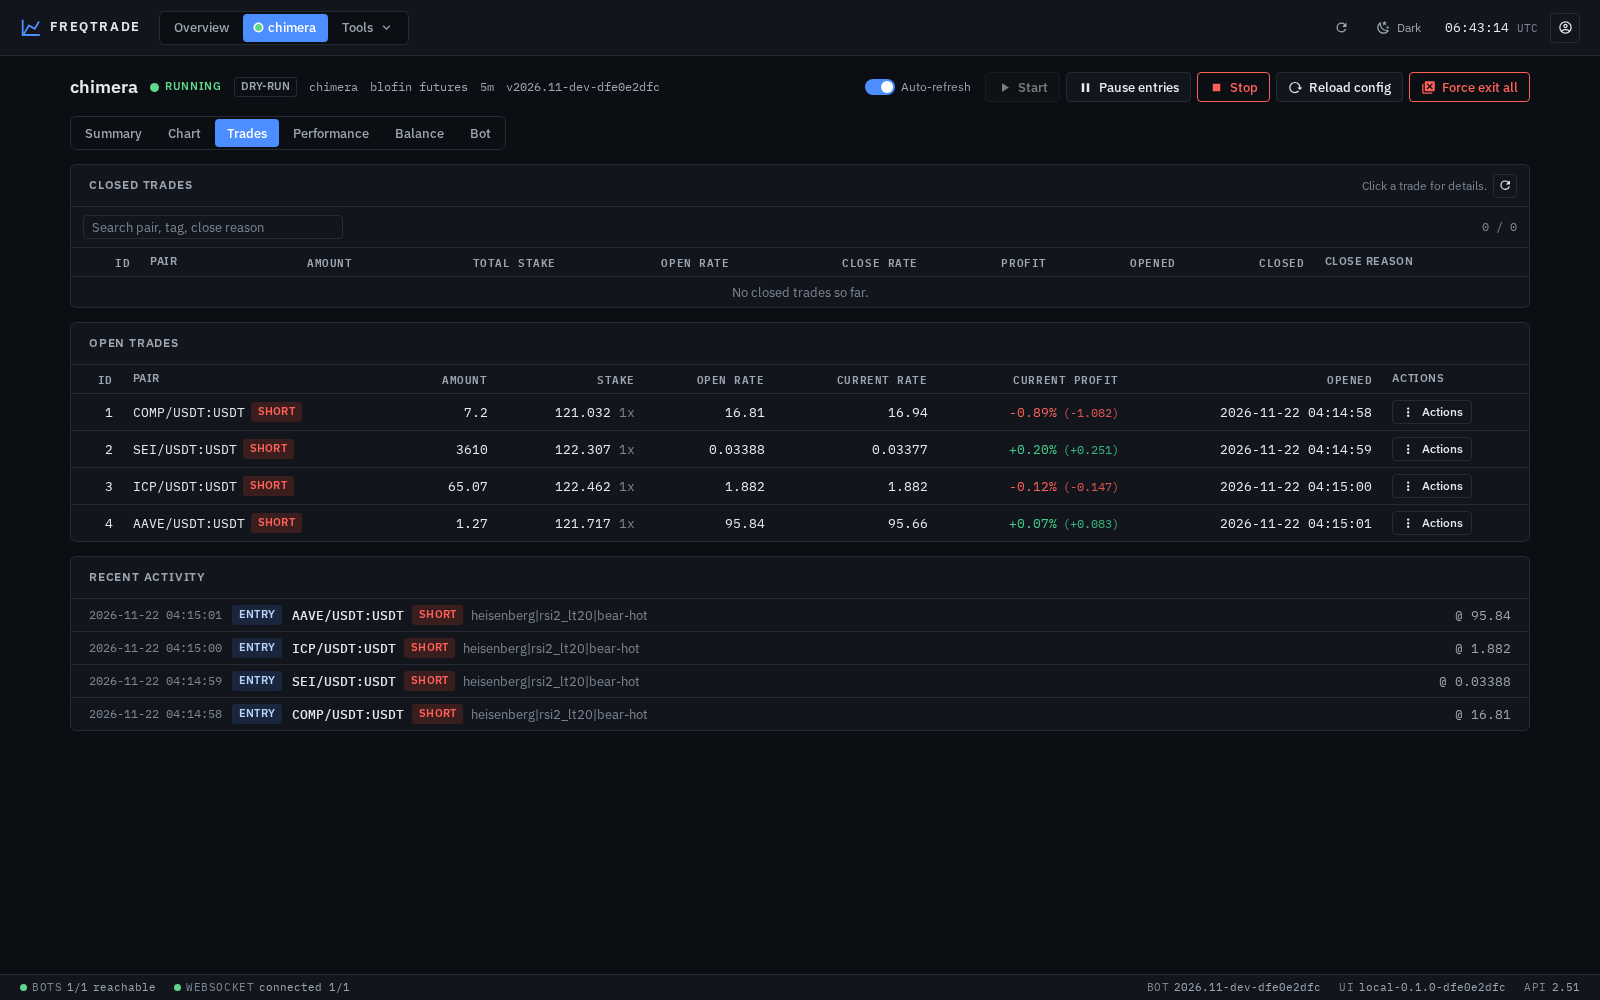 FREQTRADE Overview chimera Tools Dark 06:43:14 UTC
chimera RUNNING DRY-RUN chimera blofin futures 5m v2026.11-dev-dfe0e2dfc Auto-refresh Start Pause entries Stop Reload config Force exit all
Summary Chart Trades Performance Balance Bot
CLOSED TRADES Click a trade for details.
Search pair, tag, close reason 0 / 0
ID PAIR AMOUNT TOTAL STAKE OPEN RATE CLOSE RATE PROFIT OPENED CLOSED CLOSE REASON
No closed trades so far.
OPEN TRADES
ID PAIR AMOUNT STAKE OPEN RATE CURRENT RATE CURRENT PROFIT OPENED ACTIONS
1 COMP/USDT:USDT SHORT 7.2 121.032 1x 16.81 16.94 -0.89% (-1.082) 2026-11-22 04:14:58 Actions
2 SEI/USDT:USDT SHORT 3610 122.307 1x 0.03388 0.03377 +0.20% (+0.251) 2026-11-22 04:14:59 Actions
3 ICP/USDT:USDT SHORT 65.07 122.462 1x 1.882 1.882 -0.12% (-0.147) 2026-11-22 04:15:00 Actions
4 AAVE/USDT:USDT SHORT 1.27 121.717 1x 95.84 95.66 +0.07% (+0.083) 2026-11-22 04:15:01 Actions
RECENT ACTIVITY
2026-11-22 04:15:01 ENTRY AAVE/USDT:USDT SHORT heisenberg|rsi2_lt20|bear-hot @ 95.84
2026-11-22 04:15:00 ENTRY ICP/USDT:USDT SHORT heisenberg|rsi2_lt20|bear-hot @ 1.882
2026-11-22 04:14:59 ENTRY SEI/USDT:USDT SHORT heisenberg|rsi2_lt20|bear-hot @ 0.03388
2026-11-22 04:14:58 ENTRY COMP/USDT:USDT SHORT heisenberg|rsi2_lt20|bear-hot @ 16.81
BOTS 1/1 reachable WEBSOCKET connected 1/1 BOT 2026.11-dev-dfe0e2dfc UI local-0.1.0-dfe0e2dfc API 2.51